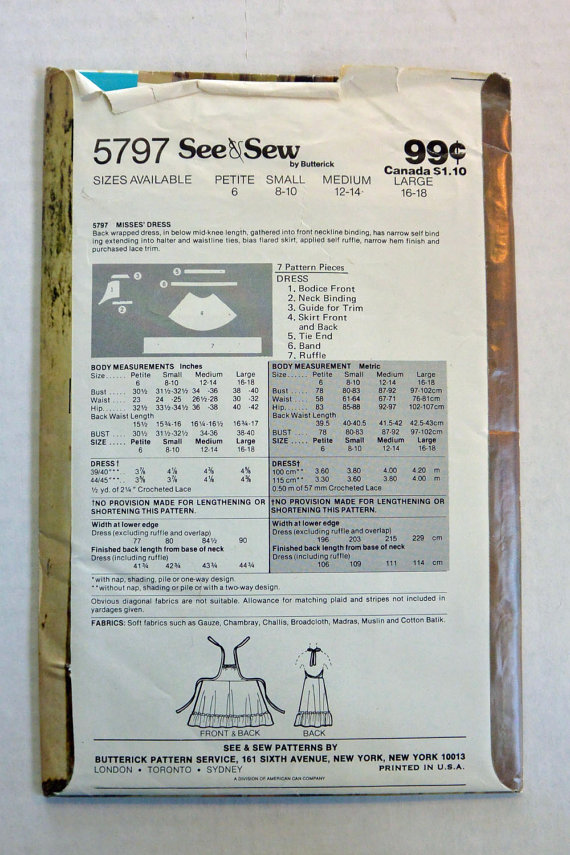 5797 See & Sew 99¢
by Butterick
Canada $1.10
SIZES AVAILABLE PETITE SMALL MEDIUM LARGE
6 8-10 12-14 16-18
5797 MISSES' DRESS
Back wrapped dress, in below mid-knee length, gathered into front neckline binding, has narrow self bind
ing extending into halter and waistline ties, bias flared skirt, applied self ruffle, narrow hem finish and
purchased lace trim.
7 Pattern Pieces
DRESS
1. Bodice Front
2. Neck Binding
3. Guide for Trim
4. Skirt Front
and Back
5. Tie End
6. Band
7. Ruffle
1
2
3
4
5
6
7
BODY MEASUREMENTS Inches
Size...... Petite Small Medium Large
6 8-10 12-14 16-18
Bust ..... 30½ 31½-32½ 34 -36 38 -40
Waist .... 23 24 -25 26½-28 30 -32
Hip....... 32½ 33½-34½ 36 -38 40 -42
Back Waist Length
15½ 15¾-16 16¼-16½ 16¾-17
BUST .... 30½ 31½-32½ 34-36 38-40
SIZE ..... Petite Small Medium Large
6 8-10 12-14 16-18
DRESS†
39/40"**
44/45"***
½ yd. of 2¼" Crocheted Lace
†NO PROVISION MADE FOR LENGTHENING OR
SHORTENING THIS PATTERN.
Width at lower edge
Dress (excluding ruffle and overlap)
77 80 84½ 90
Finished back length from base of neck
Dress (including ruffle)
41¾ 42¾ 43¾ 44¾
BODY MEASUREMENT Metric
Size...... Petite Small Medium Large
6 8-10 12-14 16-18
Bust ..... 78 80-83 87-92 97-102cm
Waist .... 58 61-64 67-71 76-81cm
Hip....... 83 85-88 92-97 102-107cm
Back Waist Length
39.5 40-40.5 41.5-42 42.5-43cm
BUST .... 78 80-83 87-92 97-102cm
SIZE ..... Petite Small Medium Large
6 8-10 12-14 16-18
DRESS†
100 cm** 3.60 3.80 4.00 4.20 m
115 cm** 3.30 3.60 3.80 4.00 m
0.50 m of 57 mm Crocheted Lace
†NO PROVISION MADE FOR LENGTHENING OR
SHORTENING THIS PATTERN.
Width at lower edge
Dress (excluding ruffle and overlap)
196 203 215 229 cm
Finished back length from base of neck
Dress (including ruffle)
106 109 111 114 cm
*with nap, shading, pile or one-way design.
**without nap, shading or pile or with a two-way design.
Obvious diagonal fabrics are not suitable. Allowance for matching plaid and stripes not included in
yardages given.
FABRICS: Soft fabrics such as Gauze, Chambray, Challis, Broadcloth, Madras, Muslin and Cotton Batik.
FRONT & BACK BACK
SEE & SEW PATTERNS BY
BUTTERICK PATTERN SERVICE, 161 SIXTH AVENUE, NEW YORK, NEW YORK 10013
LONDON • TORONTO • SYDNEY PRINTED IN U.S.A.
A DIVISION OF AMERICAN CAN COMPANY